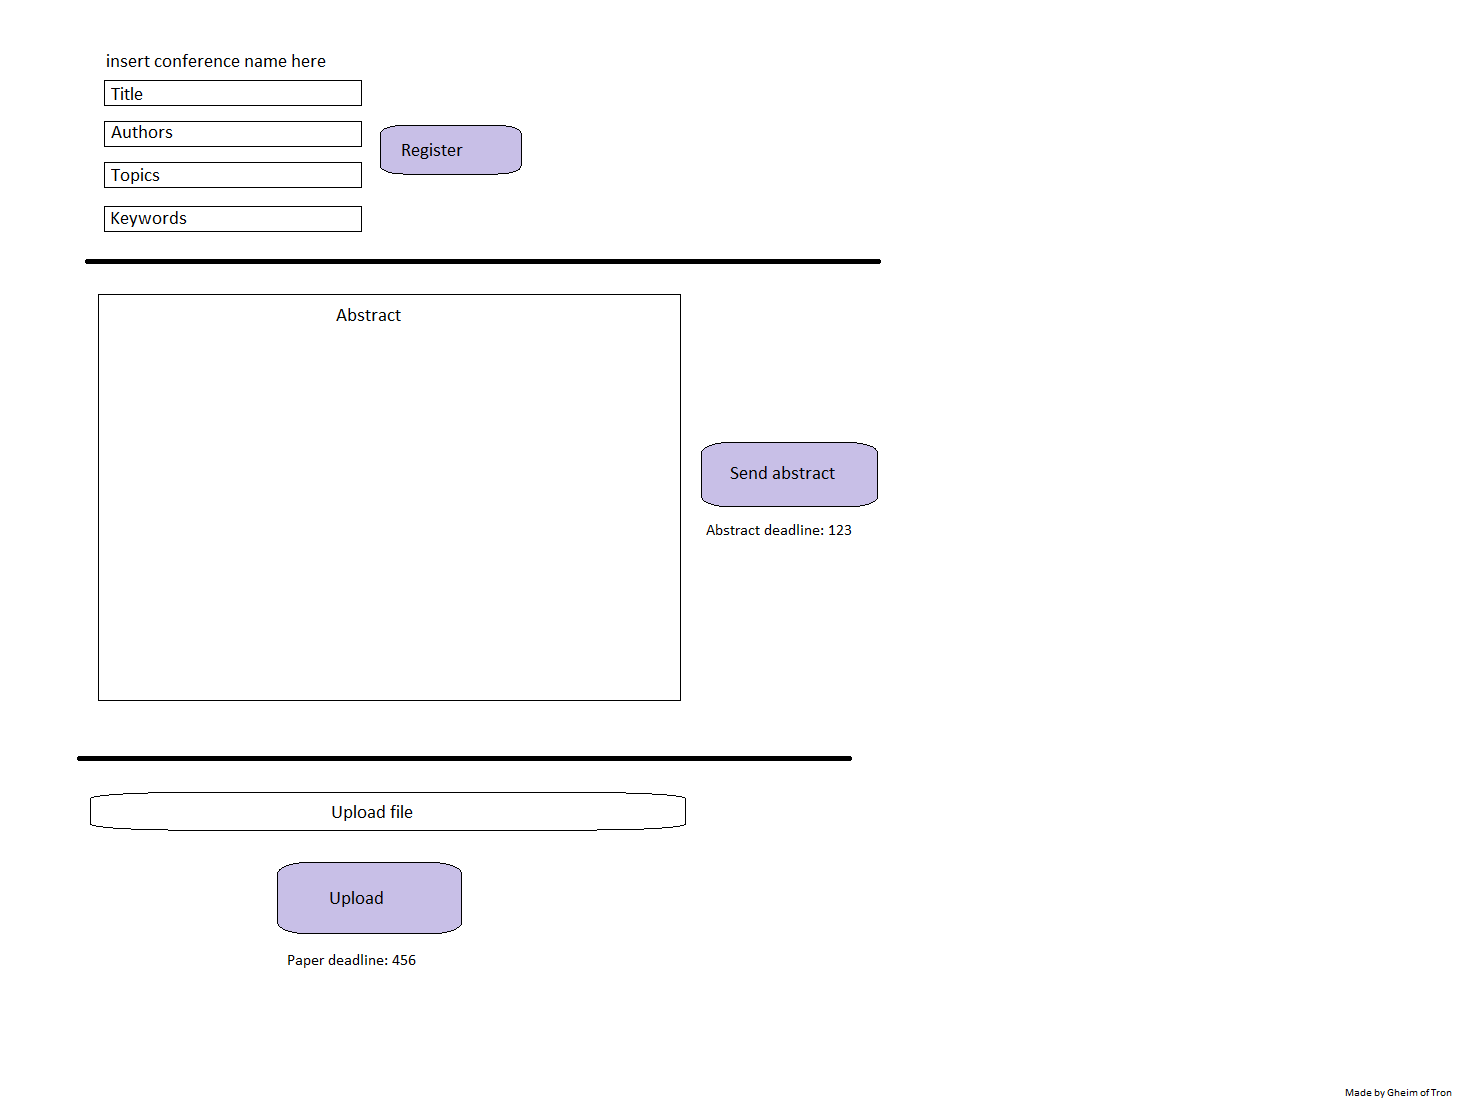 insert conference name here
Title
Authors
Register
Topics
Keywords
Abstract
Send abstract
Abstract deadline: 123
Upload file
Upload
Paper deadline: 456
Made by Gheim of Tron